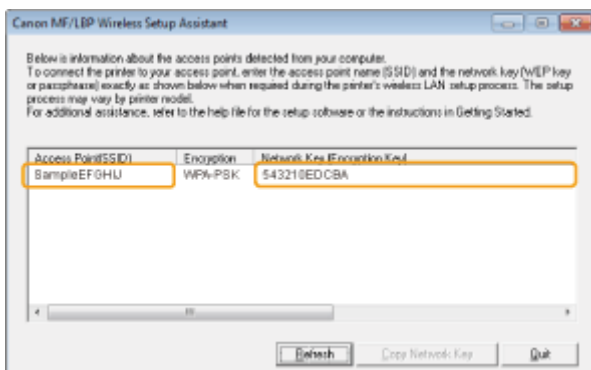 Canon MF/LBP Wireless Setup Assistant
Below is information about the access points detected from your computer.
To connect the printer to your access point, enter the access point name (SSID) and the network key (WEP key
or passphrase) exactly as shown below when required during the printer's wireless LAN setup process. The setup
process may vary by printer model.
For additional assistance, refer to the help file for the setup software or the instructions in Getting Started.
Access Point(SSID) Encryption Network Key (Encryption Key)
SampleEFGHIJ WPA-PSK 543210EDCBA
Refresh Copy Network Key Quit